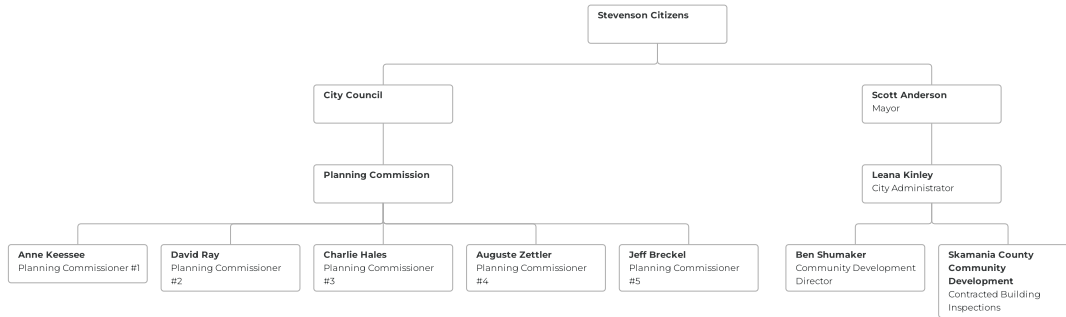 Stevenson Citizens
City Council
Scott Anderson
Mayor
Planning Commission
Leana Kinley
City Administrator
Anne Keessee
Planning Commissioner #1
David Ray
Planning Commissioner
#2
Charlie Hales
Planning Commissioner
#3
Auguste Zettler
Planning Commissioner
#4
Jeff Breckel
Planning Commissioner
#5
Ben Shumaker
Community Development
Director
Skamania County
Community
Development
Contracted Building
Inspections